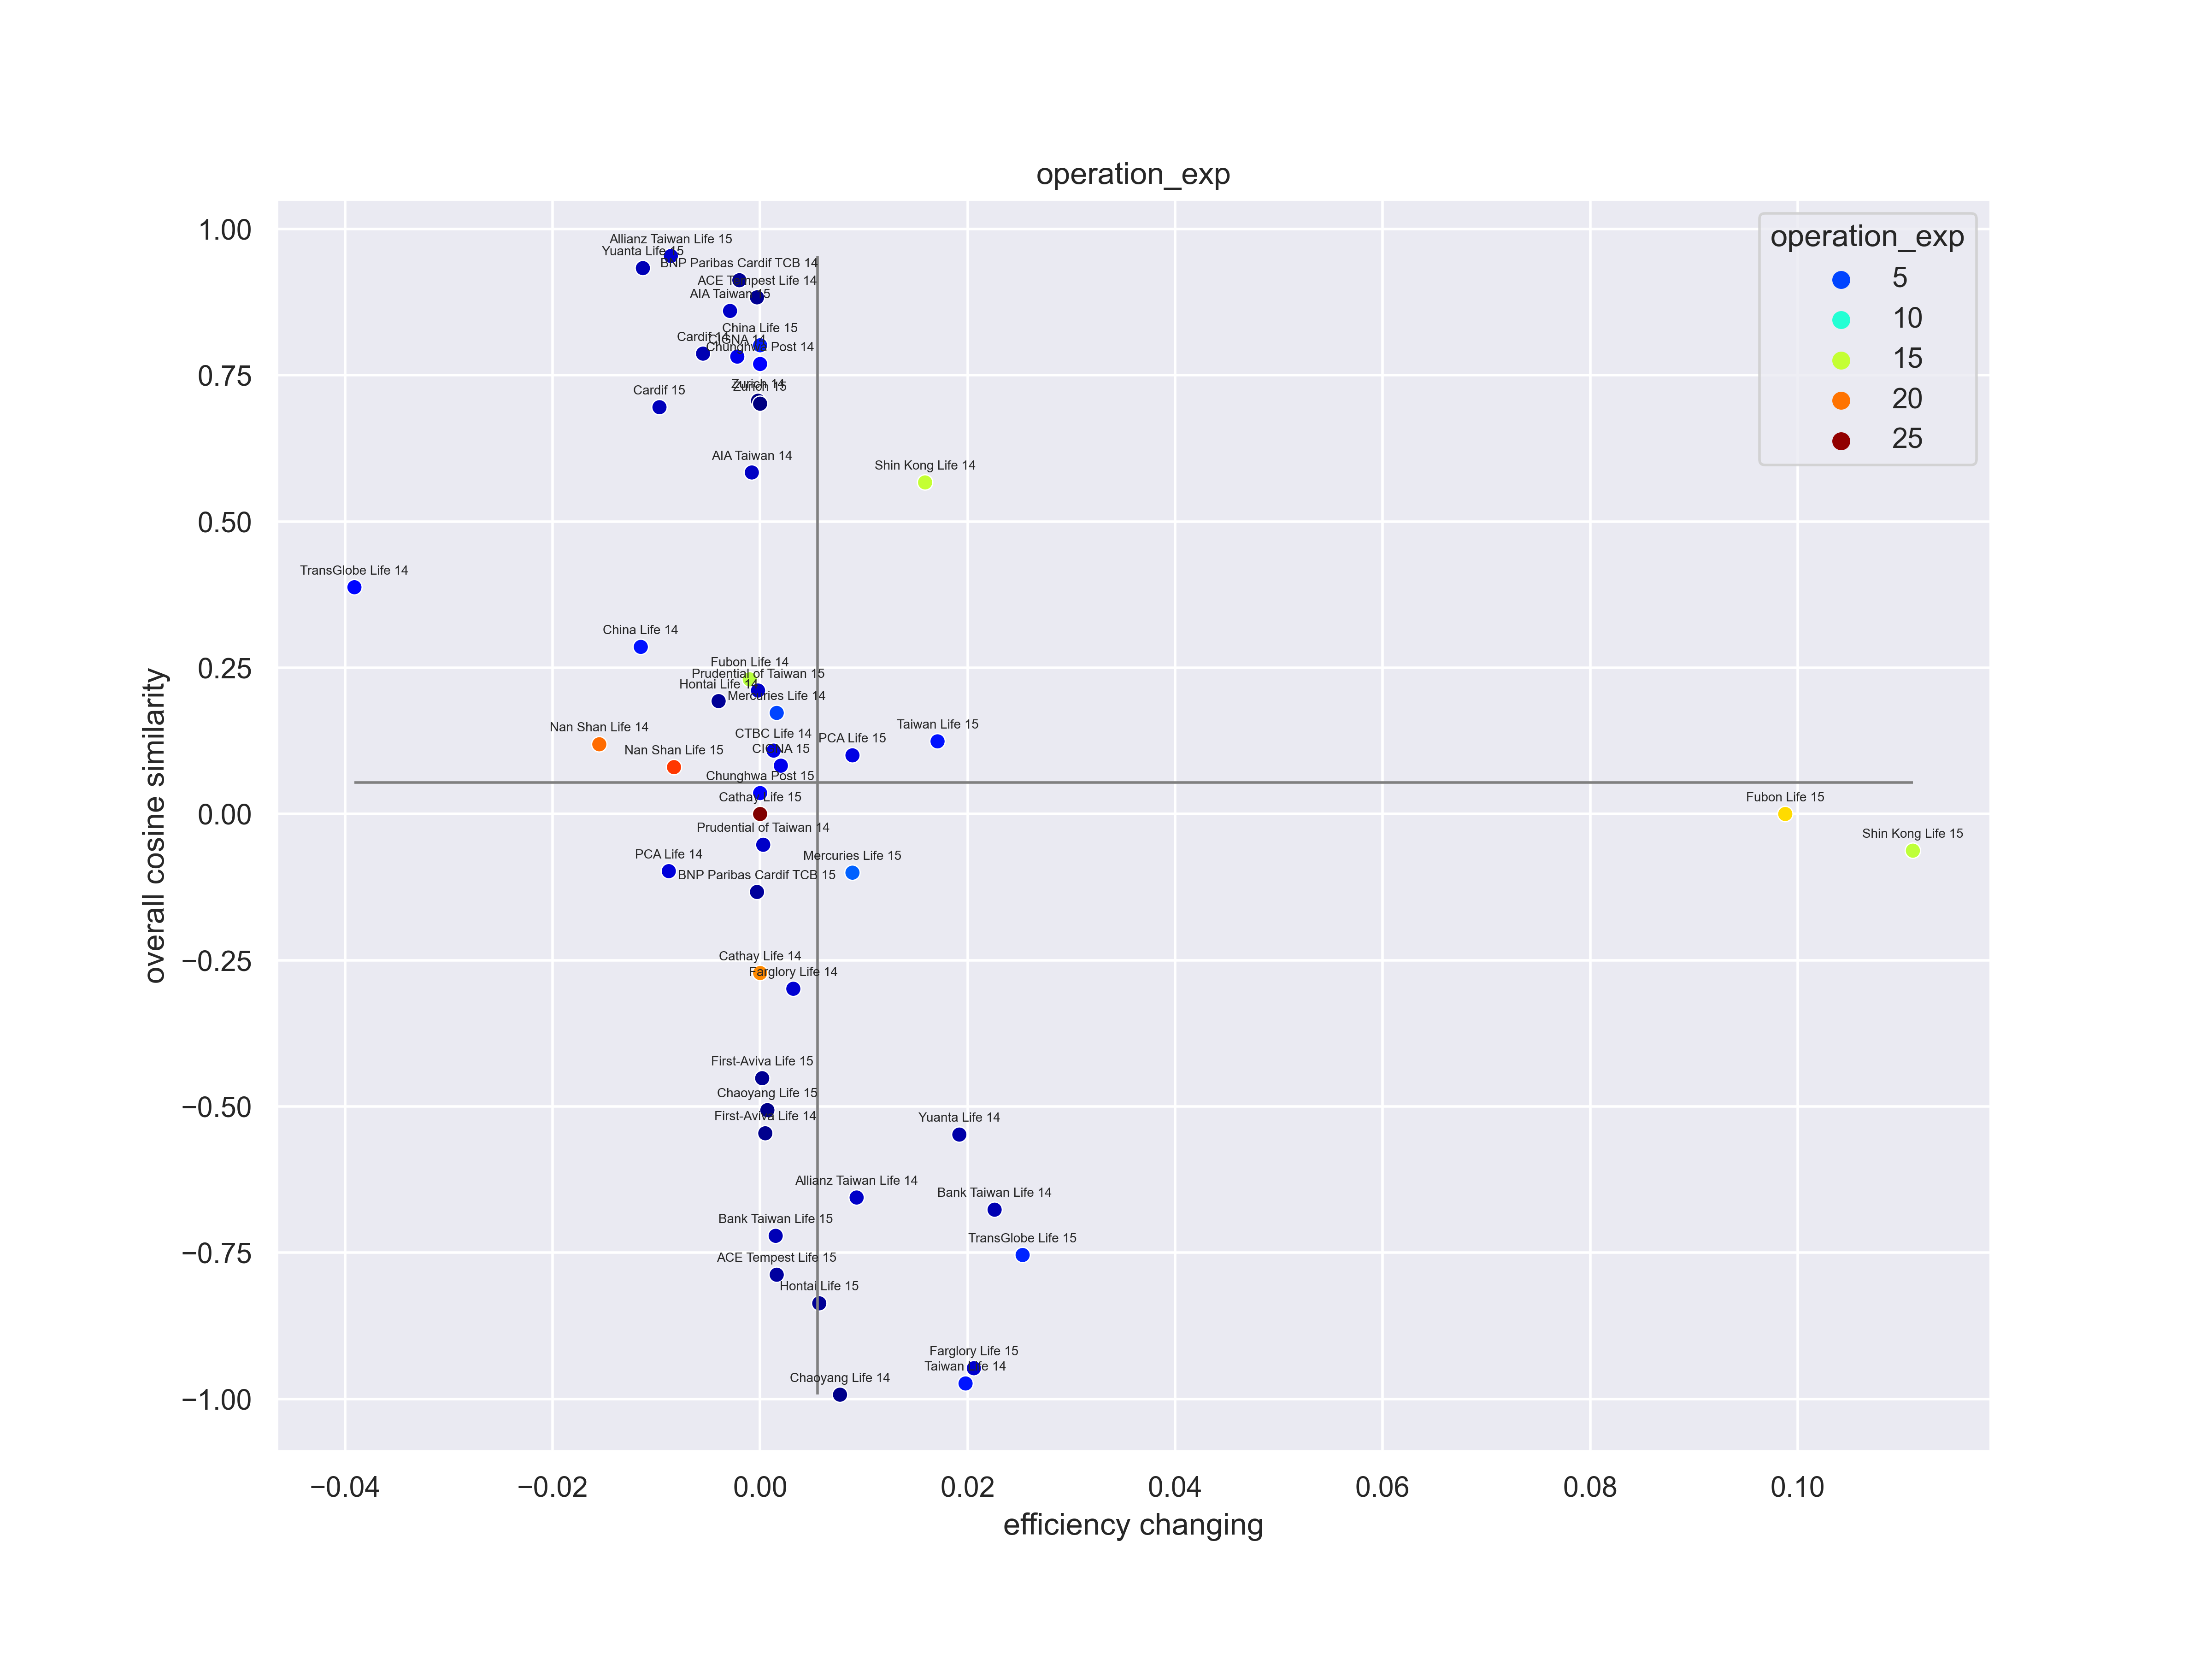 operation_exp
1.00
0.75
0.50
0.25
0.00
−0.25
−0.50
−0.75
−1.00
overall cosine similarity
operation_exp
5
10
15
20
25
Allianz Taiwan Life 15
Yuanta Life 15
BNP Paribas Cardif TCB 14
ACE Tempest Life 14
AIA Taiwan 15
China Life 15
Cardif 14
CIGNA 14
Chunghwa Post 14
Zurich 14
Zurich 15
Cardif 15
AIA Taiwan 14
Shin Kong Life 14
TransGlobe Life 14
China Life 14
Fubon Life 14
Prudential of Taiwan 15
Hontai Life 14
Mercuries Life 14
Nan Shan Life 14
Taiwan Life 15
CTBC Life 14
PCA Life 15
Nan Shan Life 15
CIGNA 15
Chunghwa Post 15
Cathay Life 15
Fubon Life 15
Prudential of Taiwan 14
Shin Kong Life 15
PCA Life 14
Mercuries Life 15
BNP Paribas Cardif TCB 15
Cathay Life 14
Farglory Life 14
First-Aviva Life 15
Chaoyang Life 15
First-Aviva Life 14
Yuanta Life 14
Allianz Taiwan Life 14
Bank Taiwan Life 14
Bank Taiwan Life 15
TransGlobe Life 15
ACE Tempest Life 15
Hontai Life 15
Farglory Life 15
Taiwan Life 14
Chaoyang Life 14
−0.04
−0.02
0.00
0.02
0.04
0.06
0.08
0.10
efficiency changing